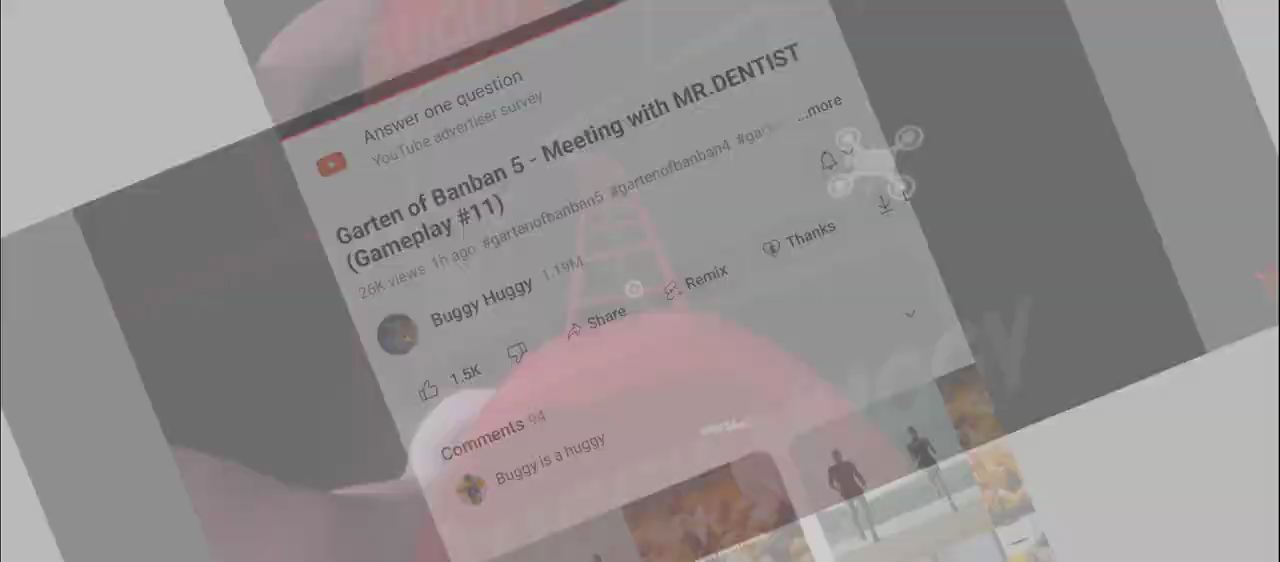 Answer one question
YouTube advertiser survey
Garten of Banban 5 - Meeting with MR.DENTIST
(Gameplay #11)
26K views 1h ago #gartenofbanban5 #gartenofbanban4 #gar ...more
Buggy Huggy 1.19M
1.5K Share Remix Thanks
Comments 94
Buggy is a huggy